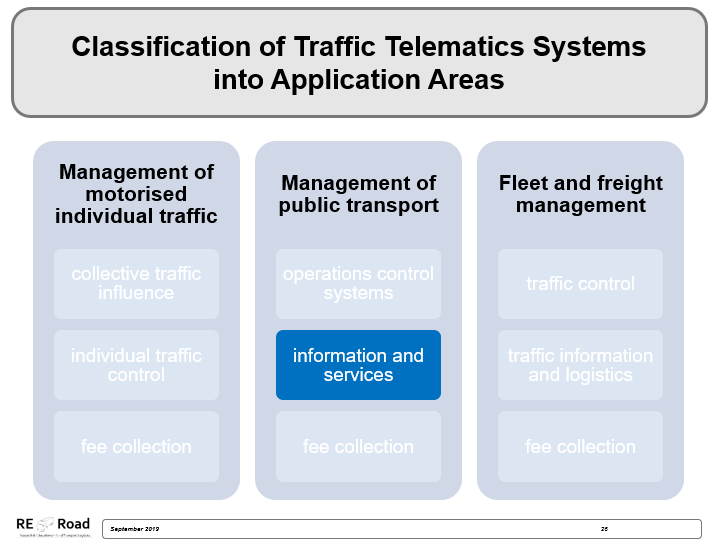 Classification of Traffic Telematics Systems
into Application Areas
Management of
motorised
individual traffic
collective traffic
influence
individual traffic
control
fee collection
Management of
public transport
operations control
systems
information and
services
fee collection
Fleet and freight
management
traffic control
traffic information
and logistics
fee collection
RE Road
September 2019
25